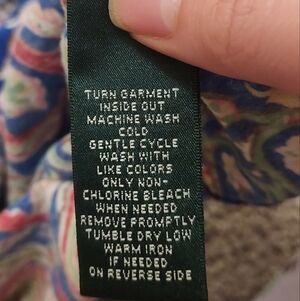 TURN GARMENT
INSIDE OUT
MACHINE WASH
COLD
GENTLE CYCLE
WASH WITH
LIKE COLORS
ONLY NON-
CHLORINE BLEACH
WHEN NEEDED
REMOVE PROMPTLY
TUMBLE DRY LOW
WARM IRON
IF NEEDED
ON REVERSE SIDE